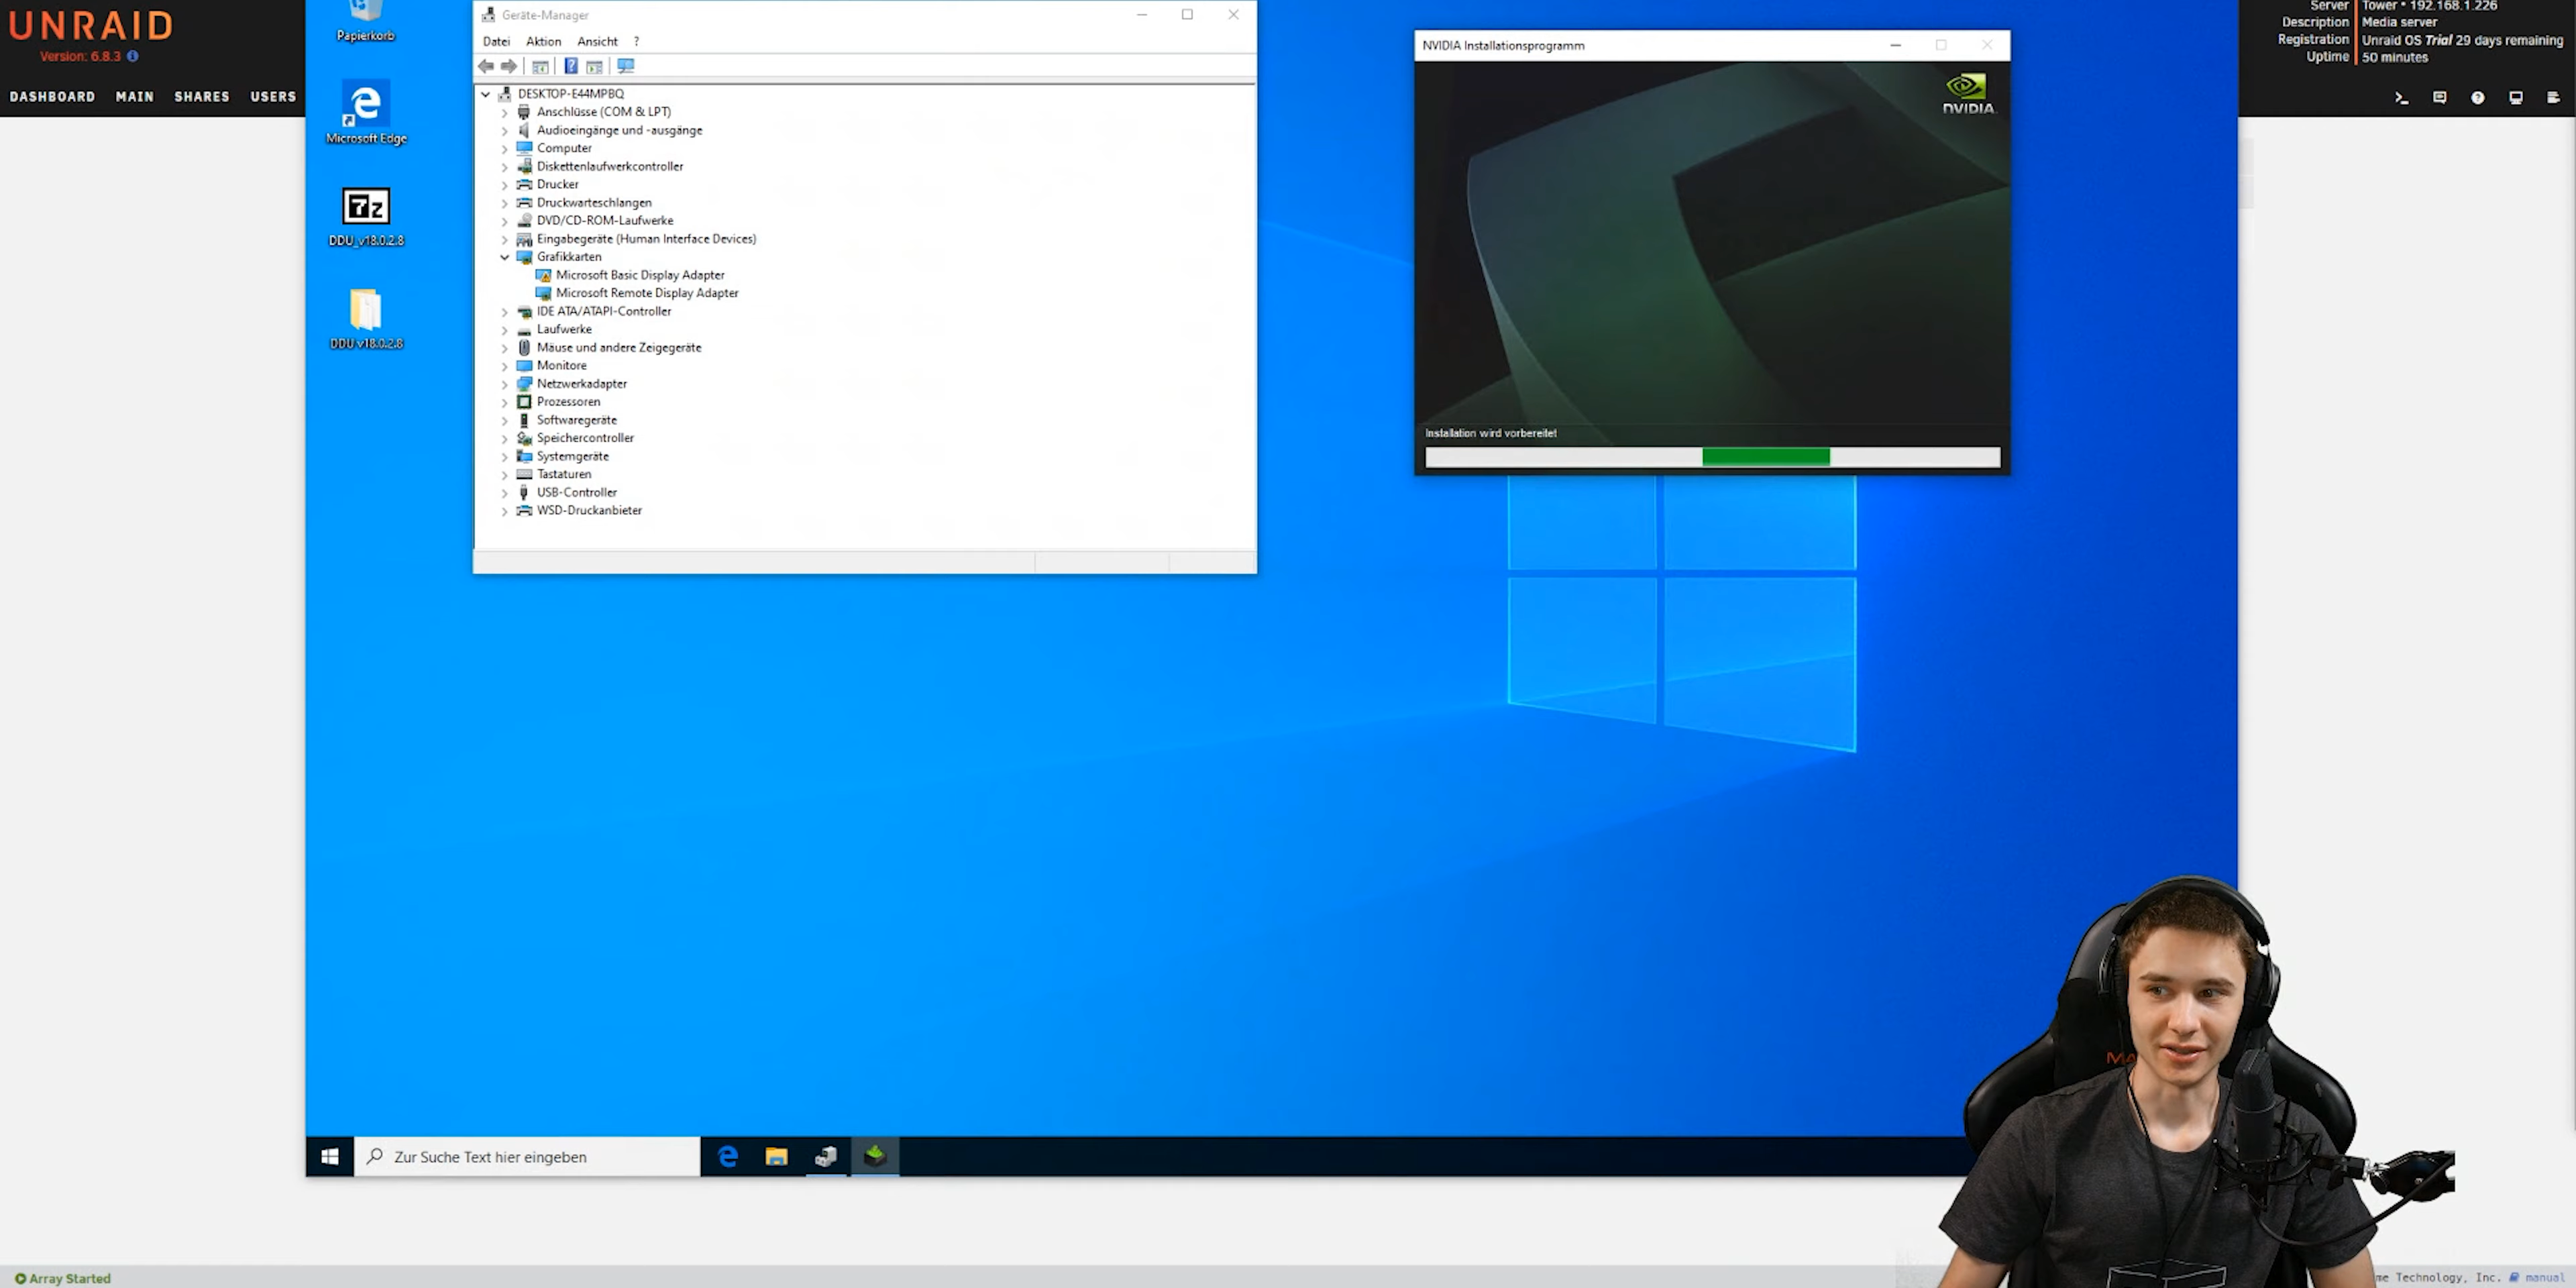 UNRAID
Version: 6.8.3
DASHBOARD MAIN SHARES USERS
Server Tower • 192.168.1.226
Description Media server
Registration Unraid OS Trial 29 days remaining
Uptime 50 minutes
Papierkorb
Microsoft Edge
7z
DDU_v18.0.2.8
DDU v18.0.2.8
Geräte-Manager
Datei Aktion Ansicht ?
DESKTOP-E44MPBQ
Anschlüsse (COM & LPT)
Audioeingänge und -ausgänge
Computer
Diskettenlaufwerkcontroller
Drucker
Druckwarteschlangen
DVD/CD-ROM-Laufwerke
Eingabegeräte (Human Interface Devices)
Grafikkarten
Microsoft Basic Display Adapter
Microsoft Remote Display Adapter
IDE ATA/ATAPI-Controller
Laufwerke
Mäuse und andere Zeigegeräte
Monitore
Netzwerkadapter
Prozessoren
Softwaregeräte
Speichercontroller
Systemgeräte
Tastaturen
USB-Controller
WSD-Druckanbieter
NVIDIA Installationsprogramm
NVIDIA.
Installation wird vorbereitet
MA
Zur Suche Text hier eingeben
Array Started
me Technology, Inc. manual